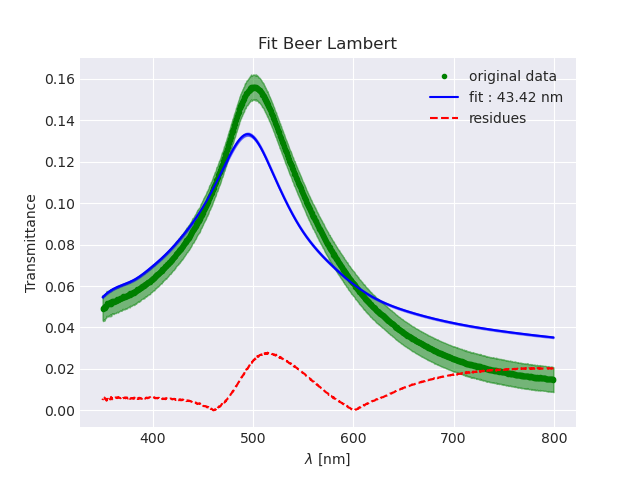 Fit Beer Lambert
original data
fit : 43.42 nm
residues
Transmittance
0.16
0.14
0.12
0.10
0.08
0.06
0.04
0.02
0.00
400 500 600 700 800
λ [nm]